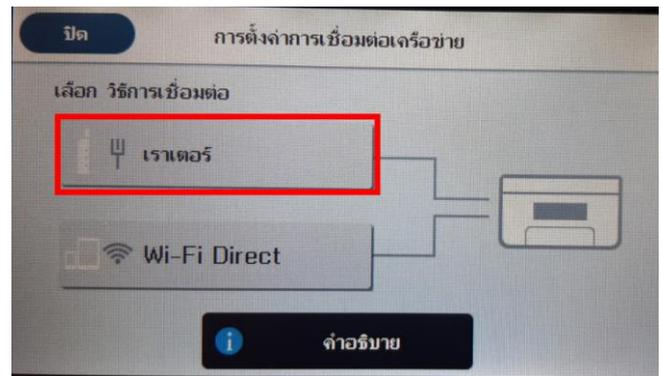 ปิด
การตั้งค่าการเชื่อมต่อเครือข่าย
เลือก วิธีการเชื่อมต่อ
เราเตอร์
Wi-Fi Direct
i
คำอธิบาย